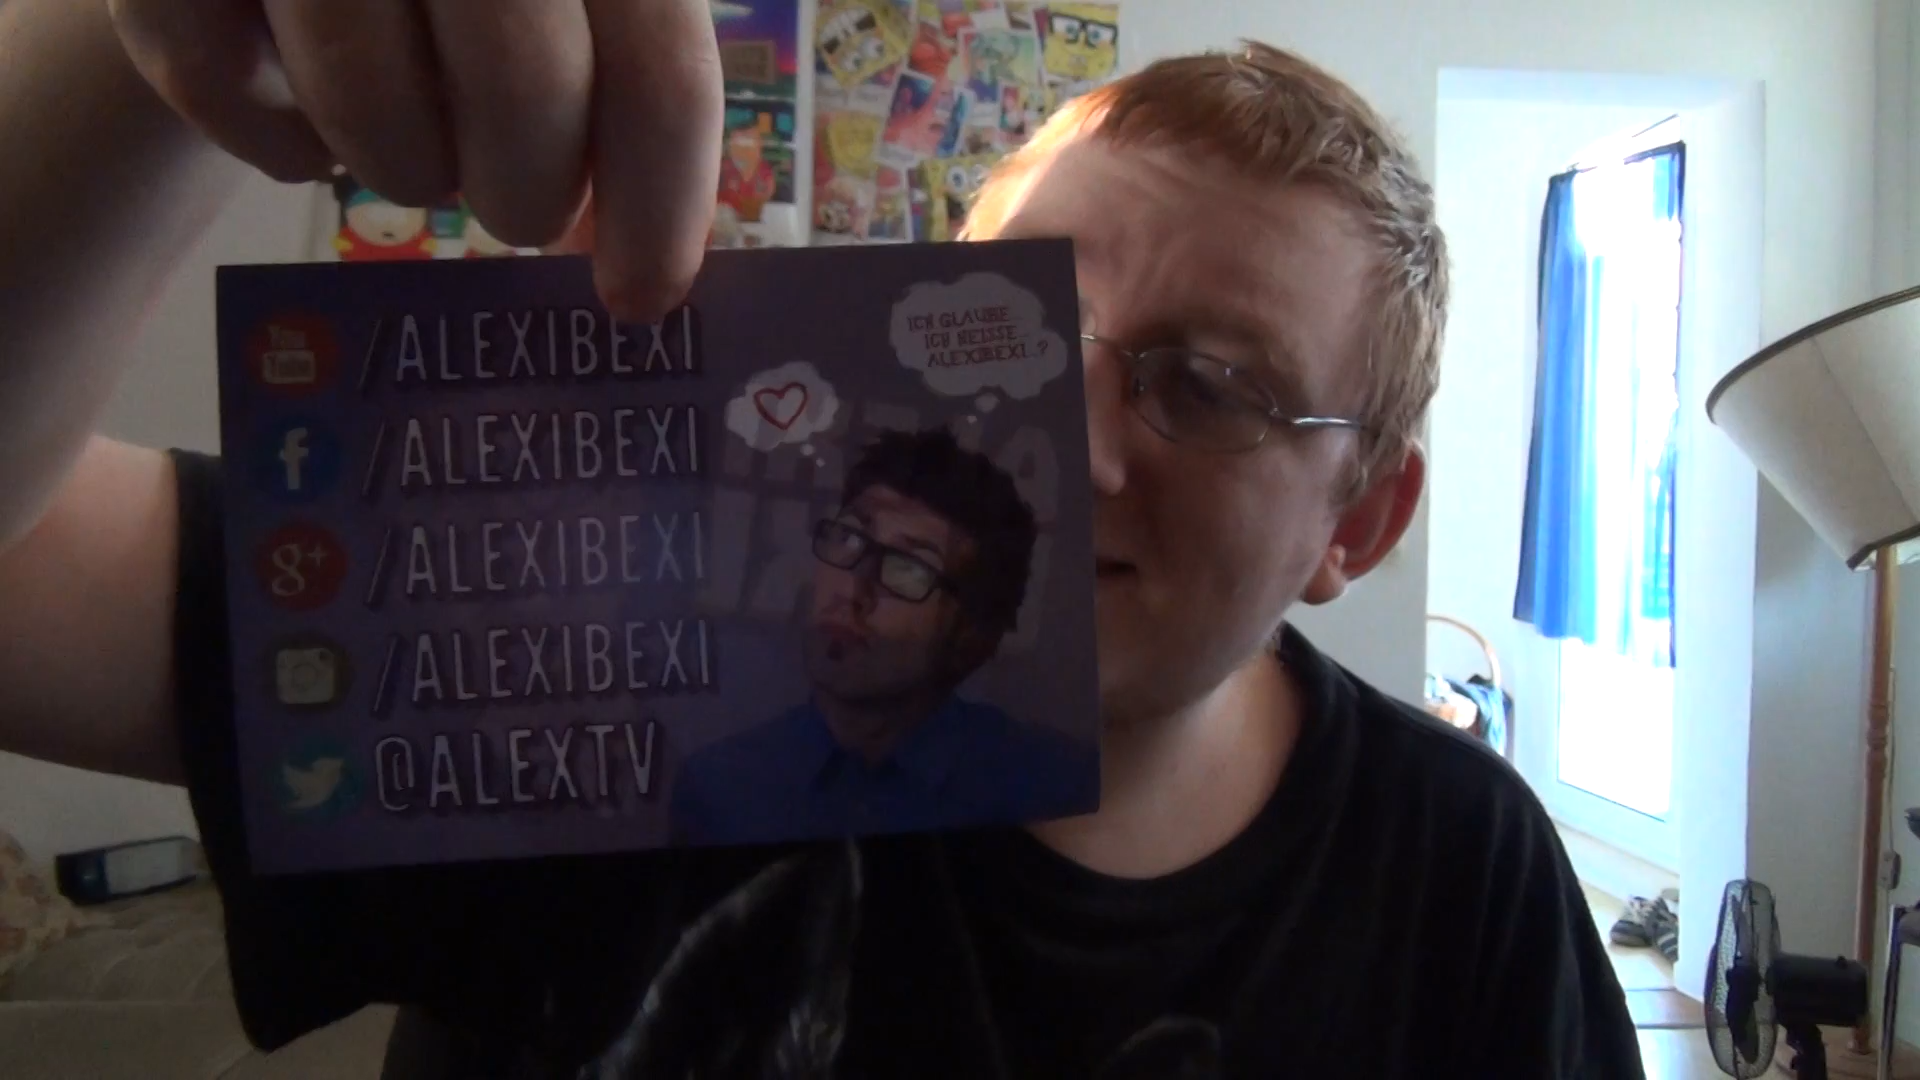 You
Tube
/ALEXIBEXI
f
/ALEXIBEXI
g+
/ALEXIBEXI
/ALEXIBEXI
@ALEXTV
ICH GLAUBE...
ICH HEISSE...
ALEXIBEXI..?